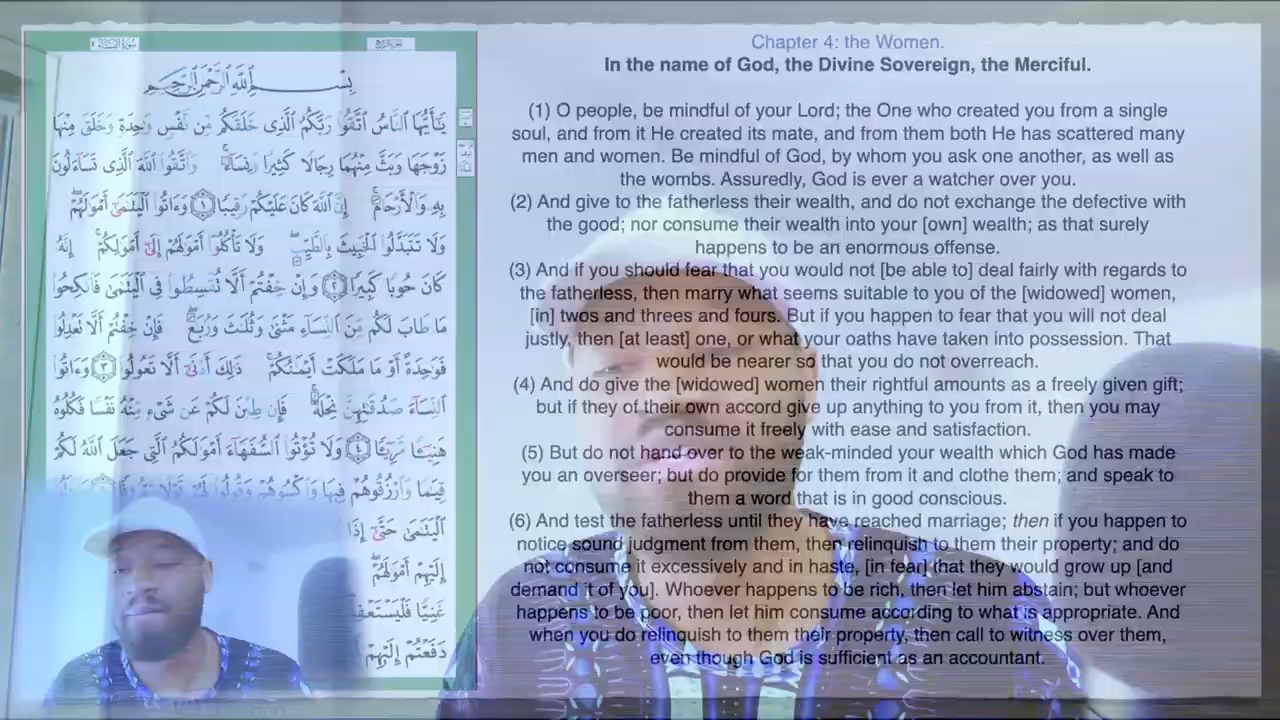 سُورَةُ النِّسَاء ٤
الجزء الرابع
بِسْمِ ٱللَّهِ ٱلرَّحْمَٰنِ ٱلرَّحِيمِ
يَٰٓأَيُّهَا ٱلنَّاسُ ٱتَّقُوا۟ رَبَّكُمُ ٱلَّذِى خَلَقَكُم مِّن نَّفْسٍ وَٰحِدَةٍ وَخَلَقَ مِنْهَا
زَوْجَهَا وَبَثَّ مِنْهُمَا رِجَالًا كَثِيرًا وَنِسَآءً ۚ وَٱتَّقُوا۟ ٱللَّهَ ٱلَّذِى تَسَآءَلُونَ
بِهِۦ وَٱلْأَرْحَامَ ۚ إِنَّ ٱللَّهَ كَانَ عَلَيْكُمْ رَقِيبًا ١ وَءَاتُوا۟ ٱلْيَتَٰمَىٰٓ أَمْوَٰلَهُمْ ۖ
وَلَا تَتَبَدَّلُوا۟ ٱلْخَبِيثَ بِٱلطَّيِّبِ ۖ وَلَا تَأْكُلُوٓا۟ أَمْوَٰلَهُمْ إِلَىٰٓ أَمْوَٰلِكُمْ ۚ إِنَّهُۥ
كَانَ حُوبًا كَبِيرًا ٢ وَإِنْ خِفْتُمْ أَلَّا تُقْسِطُوا۟ فِى ٱلْيَتَٰمَىٰ فَٱنكِحُوا۟
مَا طَابَ لَكُم مِّنَ ٱلنِّسَآءِ مَثْنَىٰ وَثُلَٰثَ وَرُبَٰعَ ۖ فَإِنْ خِفْتُمْ أَلَّا تَعْدِلُوا۟
فَوَٰحِدَةً أَوْ مَا مَلَكَتْ أَيْمَٰنُكُمْ ۚ ذَٰلِكَ أَدْنَىٰٓ أَلَّا تَعُولُوا۟ ٣ وَءَاتُوا۟
ٱلنِّسَآءَ صَدُقَٰتِهِنَّ نِحْلَةً ۚ فَإِن طِبْنَ لَكُمْ عَن شَىْءٍ مِّنْهُ نَفْسًا فَكُلُوهُ
هَنِيٓـًٔا مَّرِيٓـًٔا ٤ وَلَا تُؤْتُوا۟ ٱلسُّفَهَآءَ أَمْوَٰلَكُمُ ٱلَّتِى جَعَلَ ٱللَّهُ لَكُمْ
قِيَٰمًا وَٱرْزُقُوهُمْ فِيهَا وَٱكْسُوهُمْ وَقُولُوا۟ لَهُمْ
ٱلْيَتَٰمَىٰ حَتَّىٰٓ إِذَا
إِلَيْهِمْ أَمْوَٰلَهُمْ ۖ
غَنِيًّا فَلْيَسْتَعْفِفْ
دَفَعْتُمْ إِلَيْهِمْ
Chapter 4: the Women.
In the name of God, the Divine Sovereign, the Merciful.
(1) O people, be mindful of your Lord; the One who created you from a single
soul, and from it He created its mate, and from them both He has scattered many
men and women. Be mindful of God, by whom you ask one another, as well as
the wombs. Assuredly, God is ever a watcher over you.
(2) And give to the fatherless their wealth, and do not exchange the defective with
the good; nor consume their wealth into your [own] wealth; as that surely
happens to be an enormous offense.
(3) And if you should fear that you would not [be able to] deal fairly with regards to
the fatherless, then marry what seems suitable to you of the [widowed] women,
[in] twos and threes and fours. But if you happen to fear that you will not deal
justly, then [at least] one, or what your oaths have taken into possession. That
would be nearer so that you do not overreach.
(4) And do give the [widowed] women their rightful amounts as a freely given gift;
but if they of their own accord give up anything to you from it, then you may
consume it freely with ease and satisfaction.
(5) But do not hand over to the weak-minded your wealth which God has made
you an overseer; but do provide for them from it and clothe them; and speak to
them a word that is in good conscious.
(6) And test the fatherless until they have reached marriage; then if you happen to
notice sound judgment from them, then relinquish to them their property; and do
not consume it excessively and in haste, [in fear] that they would grow up [and
demand it of you]. Whoever happens to be rich, then let him abstain; but whoever
happens to be poor, then let him consume according to what is appropriate. And
when you do relinquish to them their property, then call to witness over them,
even though God is sufficient as an accountant.